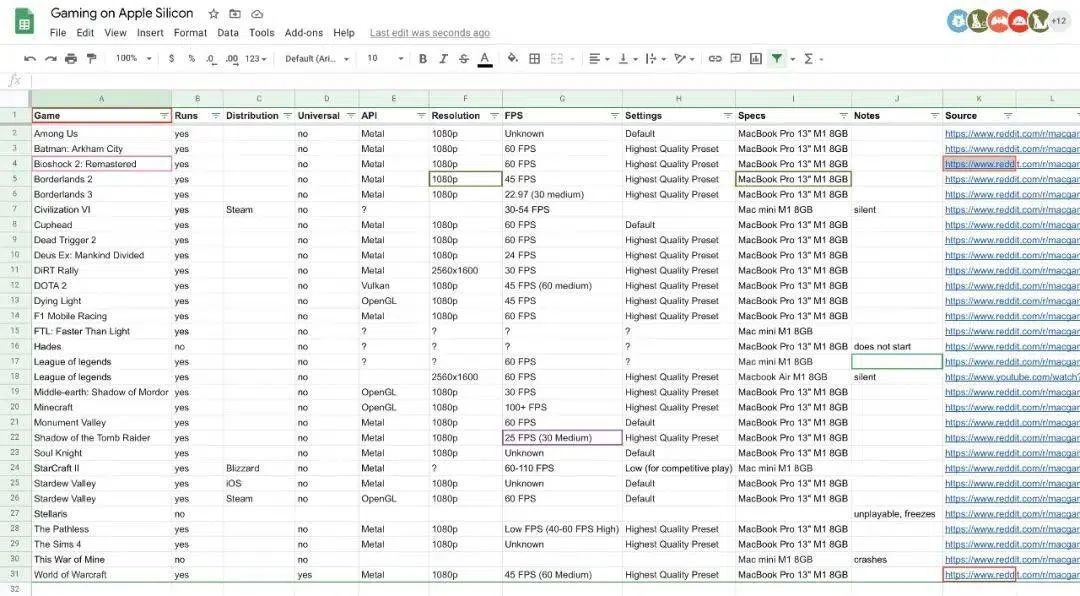 Gaming on Apple Silicon
File Edit View Insert Format Data Tools Add-ons Help Last edit was seconds ago
+12
100% $ % .0 .00 123 Default (Ari... 10 B I S A
fx
A B C D E F G H I J K L
1 Game Runs Distribution Universal API Resolution FPS Settings Specs Notes Source
2 Among Us yes no Metal 1080p Unknown Default MacBook Pro 13" M1 8GB https://www.reddit.com/r/macgar
3 Batman: Arkham City yes no Metal 1080p 60 FPS Highest Quality Preset MacBook Pro 13" M1 8GB https://www.reddit.com/r/macgar
4 Bioshock 2: Remastered yes no Metal 1080p 60 FPS Highest Quality Preset MacBook Pro 13" M1 8GB https://www.reddit.com/r/macgar
5 Borderlands 2 yes no Metal 1080p 45 FPS Highest Quality Preset MacBook Pro 13" M1 8GB https://www.reddit.com/r/macgar
6 Borderlands 3 yes no Metal 1080p 22.97 (30 medium) Highest Quality Preset MacBook Pro 13" M1 8GB https://www.reddit.com/r/macgar
7 Civilization VI yes Steam no ? 30-54 FPS Mac mini M1 8GB silent https://www.reddit.com/r/macgar
8 Cuphead yes no Metal 1080p 60 FPS Default MacBook Pro 13" M1 8GB https://www.reddit.com/r/macgar
9 Dead Trigger 2 yes no Metal 1080p 60 FPS Highest Quality Preset MacBook Pro 13" M1 8GB https://www.reddit.com/r/macgar
10 Deus Ex: Mankind Divided yes no Metal 1080p 24 FPS Highest Quality Preset MacBook Pro 13" M1 8GB https://www.reddit.com/r/macgar
11 DiRT Rally yes no Metal 2560x1600 30 FPS Highest Quality Preset MacBook Pro 13" M1 8GB https://www.reddit.com/r/macgar
12 DOTA 2 yes no Vulkan 1080p 45 FPS (60 medium) Highest Quality Preset MacBook Pro 13" M1 8GB https://www.reddit.com/r/macgar
13 Dying Light yes no OpenGL 1080p 45 FPS Highest Quality Preset MacBook Pro 13" M1 8GB https://www.reddit.com/r/macgar
14 F1 Mobile Racing yes no Metal 1080p 60 FPS Highest Quality Preset MacBook Pro 13" M1 8GB https://www.reddit.com/r/macgar
15 FTL: Faster Than Light yes no ? ? ? ? Mac mini M1 8GB https://www.reddit.com/r/macgar
16 Hades no no ? ? ? ? MacBook Pro 13" M1 8GB does not start https://www.reddit.com/r/macgar
17 League of legends yes no ? ? 60 FPS ? Mac mini M1 8GB https://www.reddit.com/r/macgar
18 League of legends yes no 2560x1600 60 FPS Highest Quality Preset Macbook Air M1 8GB silent https://www.youtube.com/watch?
19 Middle-earth: Shadow of Mordor yes no OpenGL 1080p 30 FPS Highest Quality Preset MacBook Pro 13" M1 8GB https://www.reddit.com/r/macgar
20 Minecraft yes no OpenGL 1080p 100+ FPS Highest Quality Preset MacBook Pro 13" M1 8GB https://www.reddit.com/r/macgar
21 Monument Valley yes no Metal 1080p 60 FPS Default MacBook Pro 13" M1 8GB https://www.reddit.com/r/macgar
22 Shadow of the Tomb Raider yes no Metal 1080p 25 FPS (30 Medium) Highest Quality Preset MacBook Pro 13" M1 8GB https://www.reddit.com/r/macgar
23 Soul Knight yes no Metal 1080p Unknown Default MacBook Pro 13" M1 8GB https://www.reddit.com/r/macgar
24 StarCraft II yes Blizzard no Metal ? 60-110 FPS Low (for competitive play) Mac mini M1 8GB https://www.reddit.com/r/macgar
25 Stardew Valley yes iOS no Metal 1080p Unknown Default MacBook Pro 13" M1 8GB https://www.reddit.com/r/macgar
26 Stardew Valley yes Steam no OpenGL 1080p 60 FPS Default MacBook Pro 13" M1 8GB https://www.reddit.com/r/macgar
27 Stellaris no unplayable, freezes https://www.reddit.com/r/macgar
28 The Pathless yes no Metal 1080p Low FPS (40-60 FPS High) Highest Quality Preset MacBook Pro 13" M1 8GB https://www.reddit.com/r/macgar
29 The Sims 4 yes no Metal 1080p Unknown Highest Quality Preset MacBook Pro 13" M1 8GB https://www.reddit.com/r/macgar
30 This War of Mine no no Mac mini M1 8GB crashes https://www.reddit.com/r/macgar
31 World of Warcraft yes yes Metal 1080p 45 FPS (60 Medium) Highest Quality Preset MacBook Pro 13" M1 8GB https://www.reddit.com/r/macgar
32